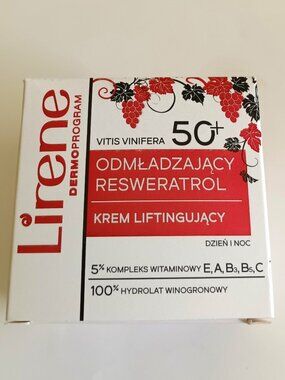 Lirene
DERMOPROGRAM
VITIS VINIFERA 50+
ODMŁADZAJĄCY
RESWERATROL
KREM LIFTINGUJĄCY
DZIEŃ I NOC
5% KOMPLEKS WITAMINOWY E, A, B₃, B₅, C
100% HYDROLAT WINOGRONOWY